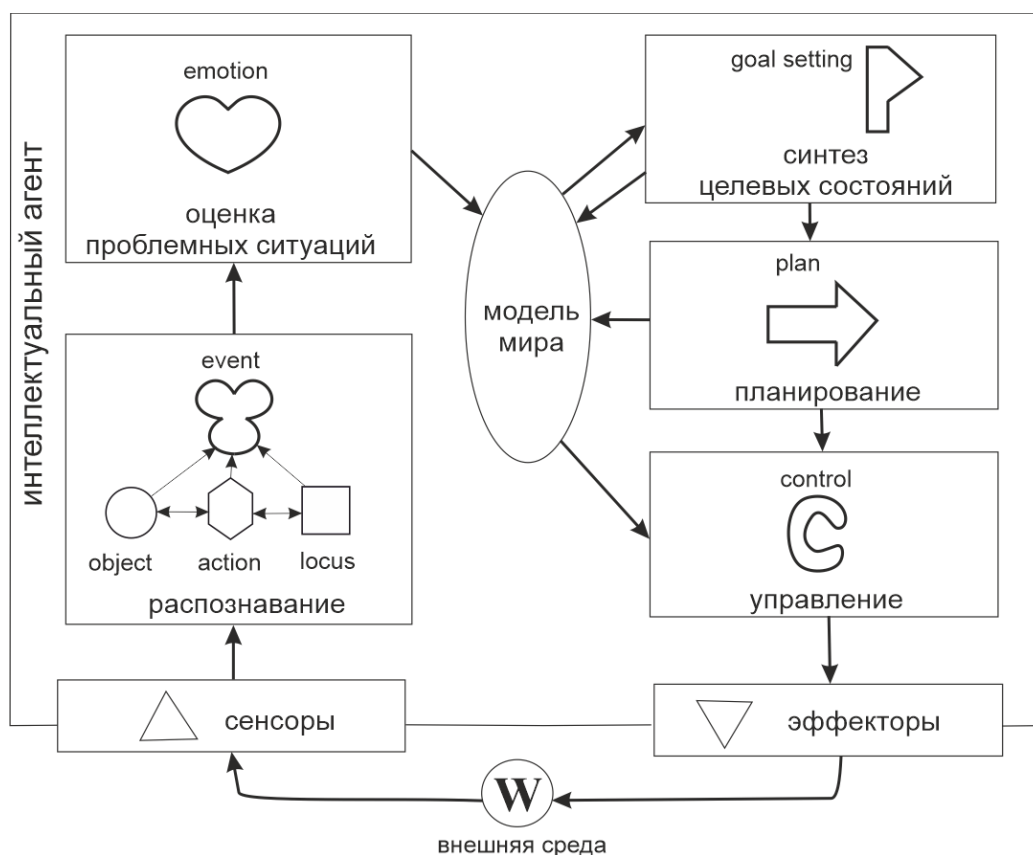 интеллектуальный агент
emotion
оценка
проблемных ситуаций
event
object
action
locus
распознавание
сенсоры
модель
мира
goal setting
синтез
целевых состояний
plan
планирование
control
управление
эффекторы
W
внешняя среда